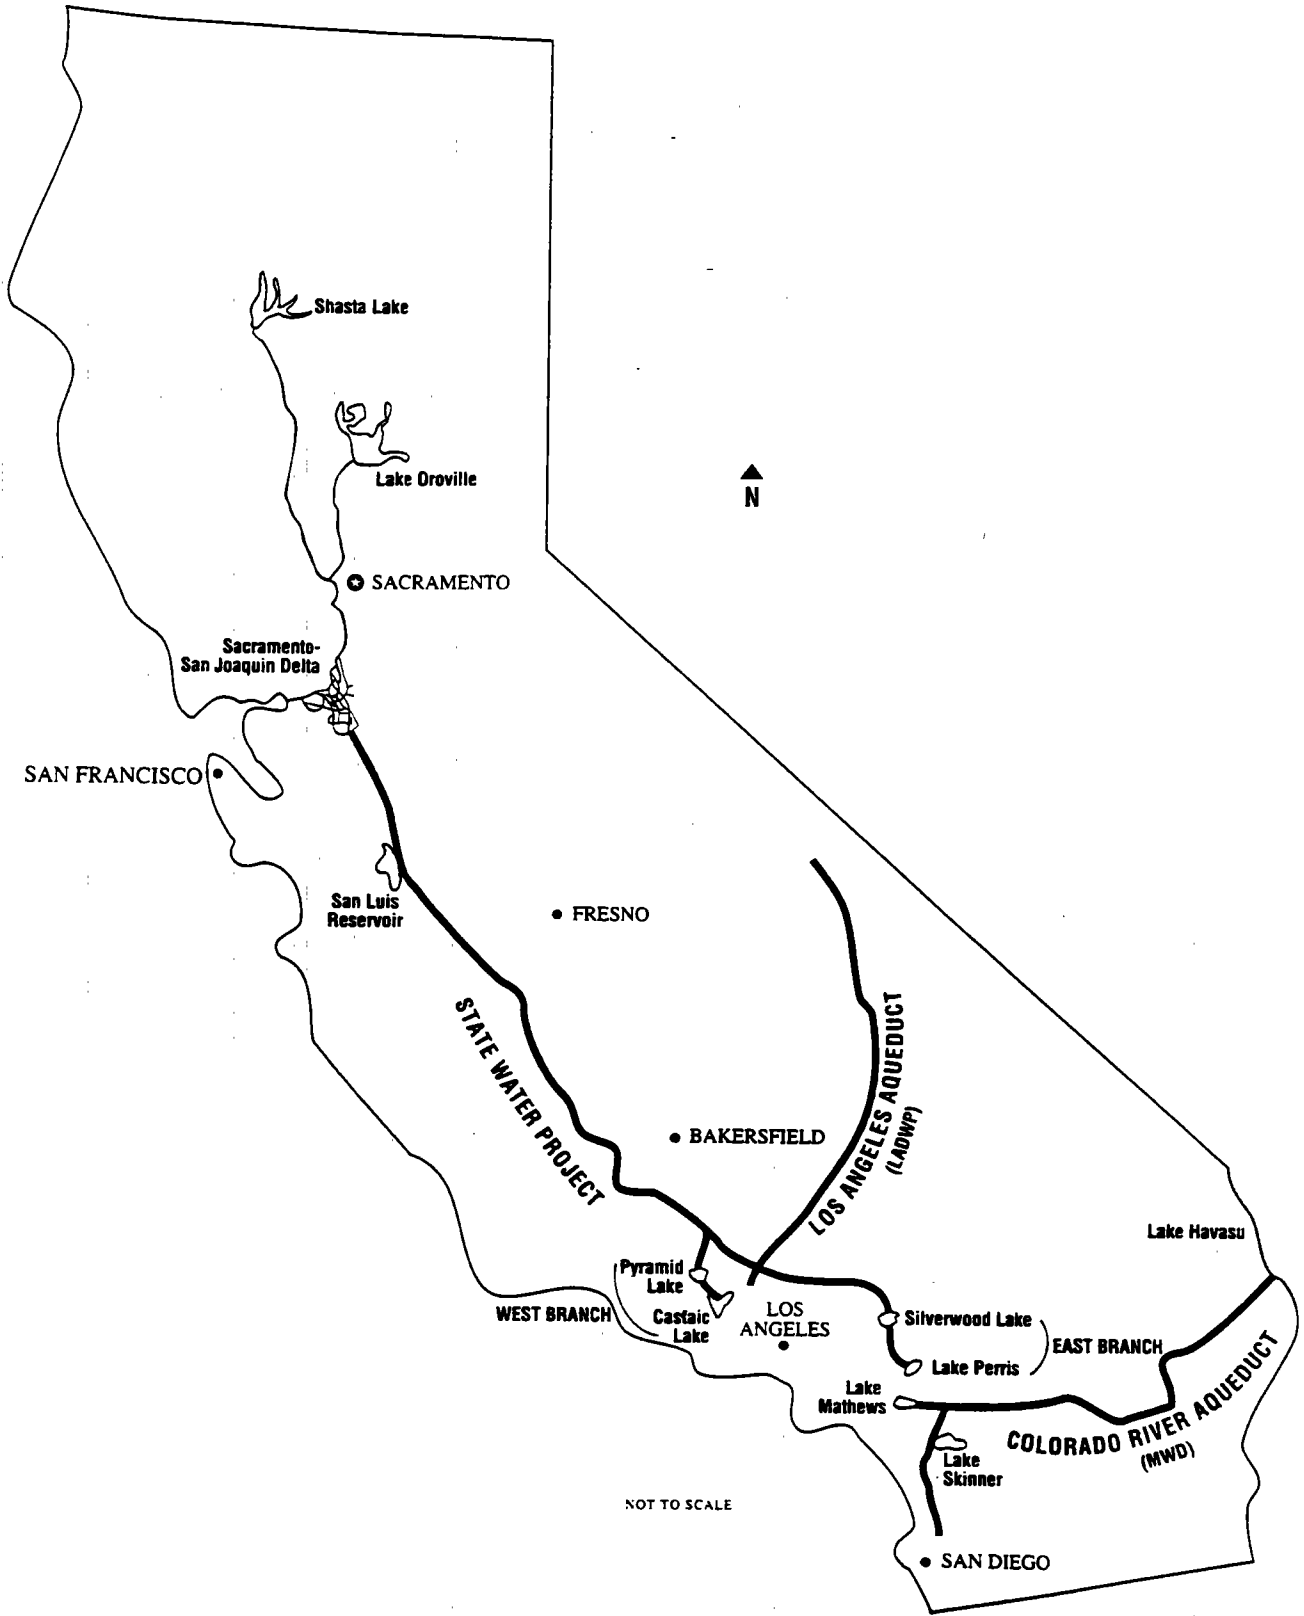 Shasta Lake
Lake Oroville
N
SACRAMENTO
Sacramento-
San Joaquin Delta
SAN FRANCISCO
San Luis
Reservoir
FRESNO
STATE WATER PROJECT
LOS ANGELES AQUEDUCT
(LADWP)
BAKERSFIELD
Lake Havasu
Pyramid
Lake
WEST BRANCH
Castaic
Lake
LOS
ANGELES
Silverwood Lake
EAST BRANCH
Lake Perris
Lake
Mathews
COLORADO RIVER AQUEDUCT
(MWD)
Lake
Skinner
NOT TO SCALE
SAN DIEGO